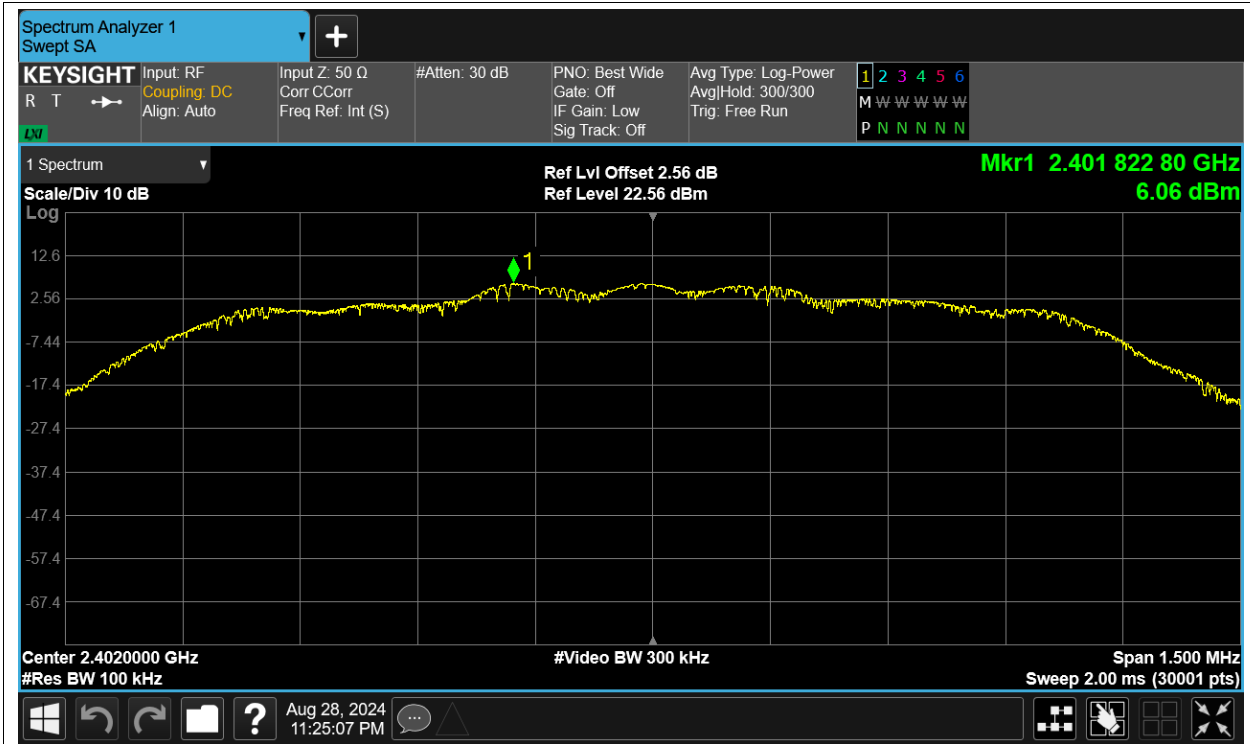 Spectrum Analyzer 1
Swept SA
KEYSIGHT
R T
LXI
Input: RF
Coupling: DC
Align: Auto
Input Z: 50 Ω
Corr CCorr
Freq Ref: Int (S)
#Atten: 30 dB
PNO: Best Wide
Gate: Off
IF Gain: Low
Sig Track: Off
Avg Type: Log-Power
Avg|Hold: 300/300
Trig: Free Run
1 2 3 4 5 6
M W W W W W
P N N N N N
1 Spectrum
Scale/Div 10 dB
Log
Ref Lvl Offset 2.56 dB
Ref Level 22.56 dBm
Mkr1 2.401 822 80 GHz
6.06 dBm
1
12.6
2.56
-7.44
-17.4
-27.4
-37.4
-47.4
-57.4
-67.4
Center 2.4020000 GHz
#Res BW 100 kHz
#Video BW 300 kHz
Span 1.500 MHz
Sweep 2.00 ms (30001 pts)
?
Aug 28, 2024
11:25:07 PM